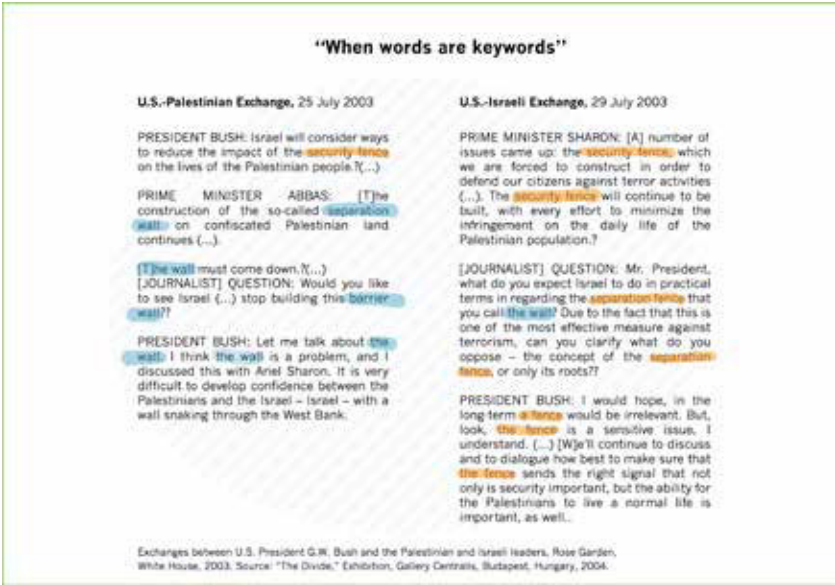 "When words are keywords"
U.S.-Palestinian Exchange, 25 July 2003
PRESIDENT BUSH: Israel will consider ways
to reduce the impact of the security fence
on the lives of the Palestinian people.?(...)
PRIME MINISTER ABBAS: [T]he
construction of the so-called separation
wall on confiscated Palestinian land
continues (...).
[T]he wall must come down.?(...)
[JOURNALIST] QUESTION: Would you like
to see Israel (...) stop building this barrier
wall??
PRESIDENT BUSH: Let me talk about the
wall. I think the wall is a problem, and I
discussed this with Ariel Sharon. It is very
difficult to develop confidence between the
Palestinians and the Israel – Israel – with a
wall snaking through the West Bank.
U.S.-Israeli Exchange, 29 July 2003
PRIME MINISTER SHARON: [A] number of
issues came up: the security fence, which
we are forced to construct in order to
defend our citizens against terror activities
(...). The security fence will continue to be
built, with every effort to minimize the
infringement on the daily life of the
Palestinian population.?
[JOURNALIST] QUESTION: Mr. President,
what do you expect Israel to do in practical
terms in regarding the separation fence that
you call the wall? Due to the fact that this is
one of the most effective measure against
terrorism, can you clarify what do you
oppose – the concept of the separation
fence, or only its roots??
PRESIDENT BUSH: I would hope, in the
long term a fence would be irrelevant. But,
look, the fence is a sensitive issue, I
understand. (...) [W]e'll continue to discuss
and to dialogue how best to make sure that
the fence sends the right signal that not
only is security important, but the ability for
the Palestinians to live a normal life is
important, as well..
Exchanges between U.S. President G.W. Bush and the Palestinian and Israeli leaders, Rose Garden,
White House, 2003. Source: "The Divide," Exhibition, Gallery Centralis, Budapest, Hungary, 2004.